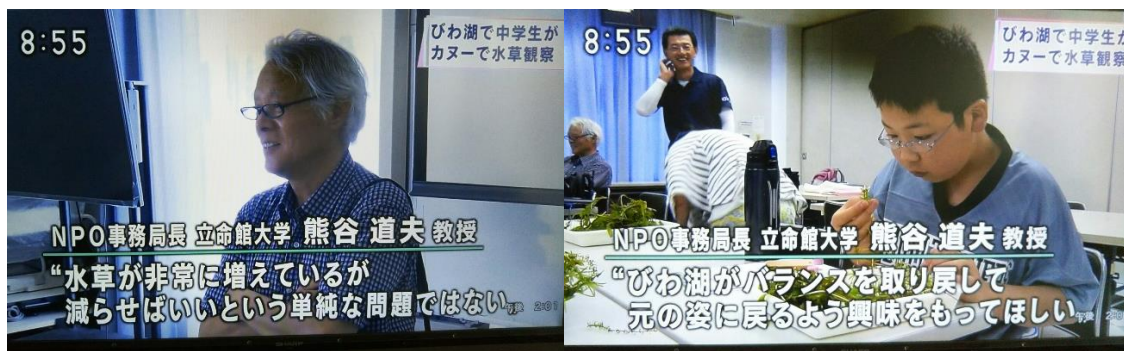 8:55
びわ湖で中学生が
カヌーで水草観察
NPO事務局長 立命館大学 熊谷 道夫 教授
“水草が非常に増えているが
減らせばいいという単純な問題ではない
午後 2:01
8:55
びわ湖で中学生が
カヌーで水草観察
NPO事務局長 立命館大学 熊谷 道夫 教授
“びわ湖がバランスを取り戻して
元の姿に戻るよう興味をもってほしい
午後